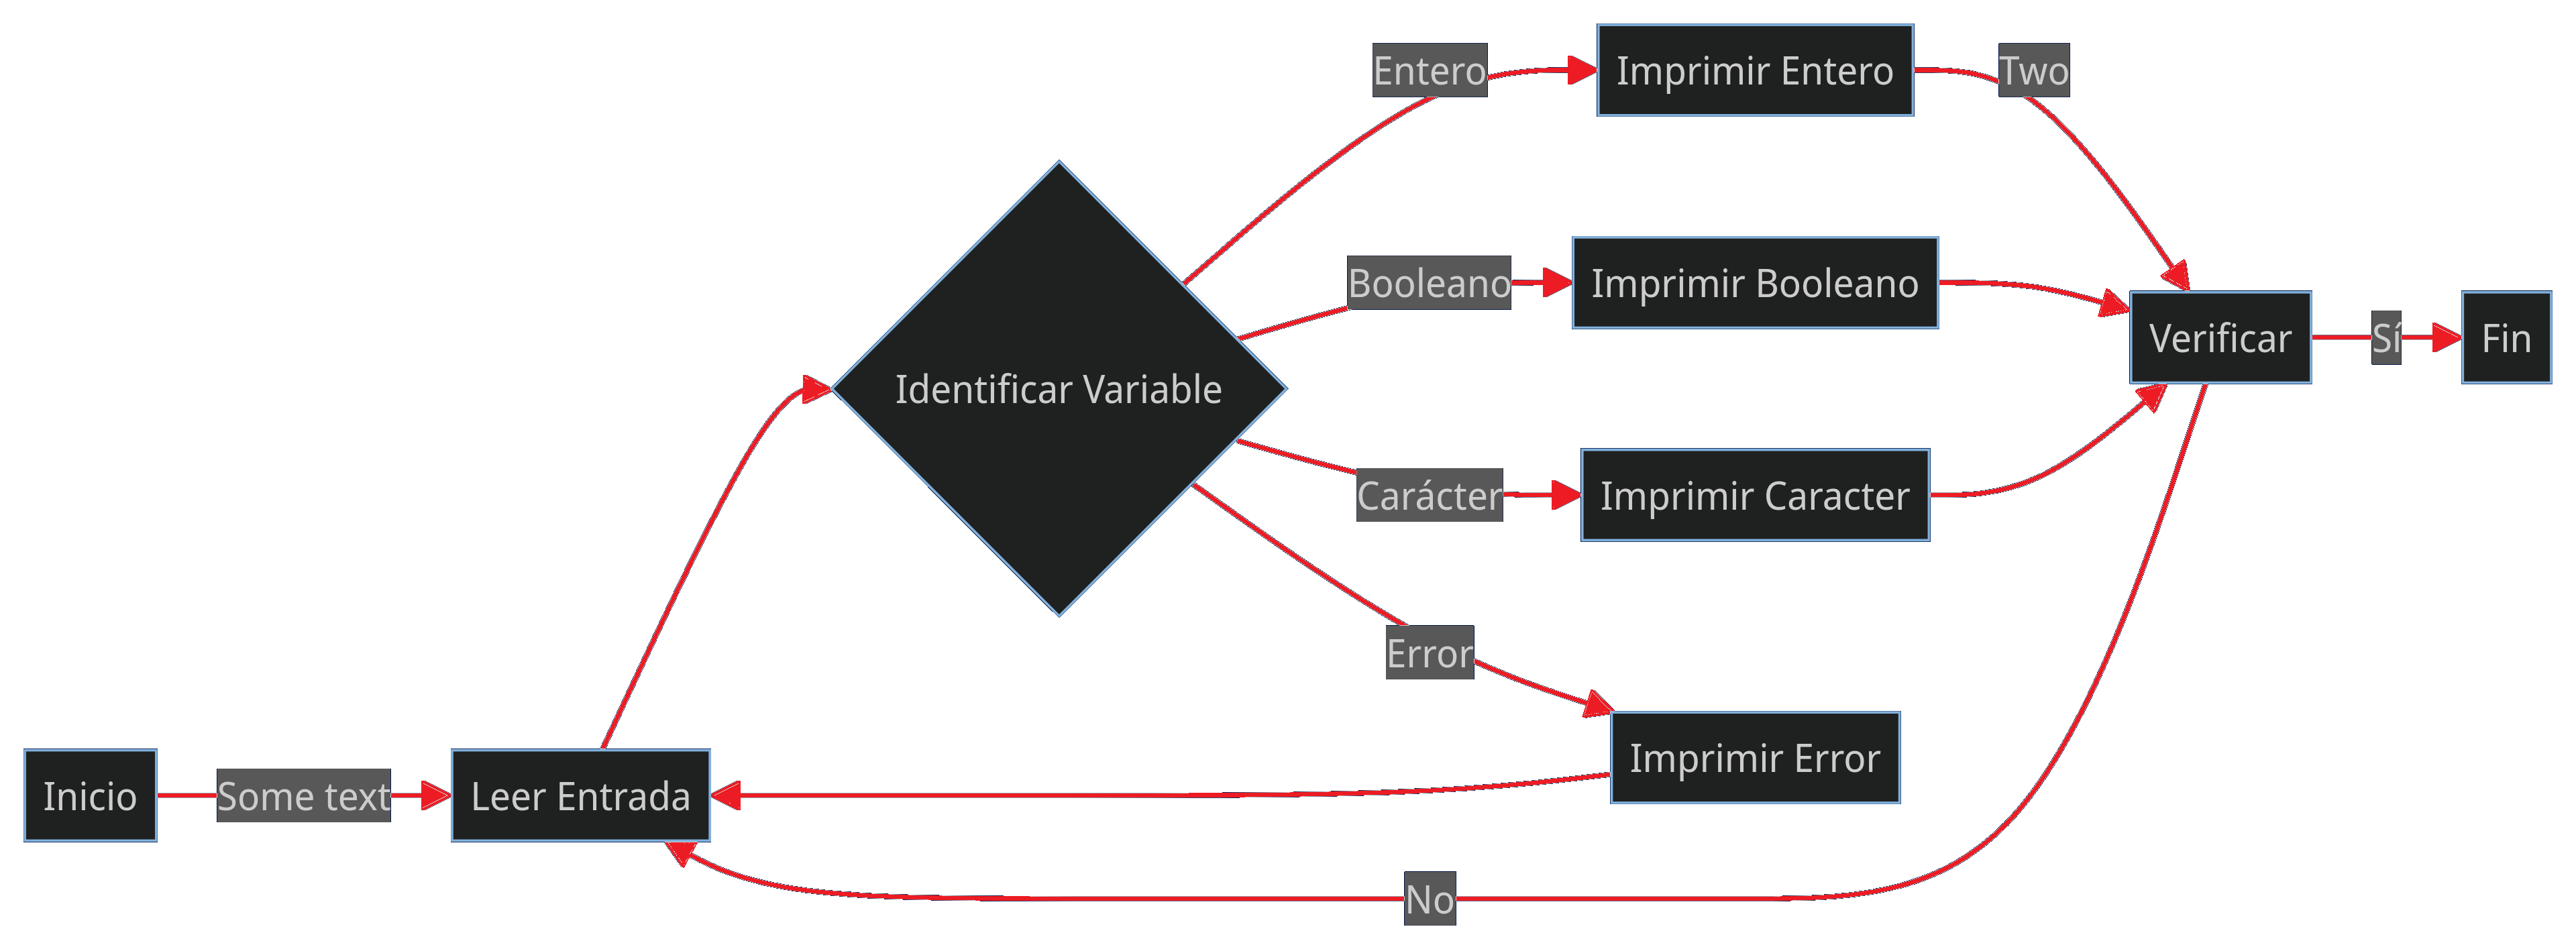 Inicio
Some text
Leer Entrada
Identificar Variable
Entero
Imprimir Entero
Two
Booleano
Imprimir Booleano
Carácter
Imprimir Caracter
Error
Imprimir Error
Verificar
Sí
Fin
No